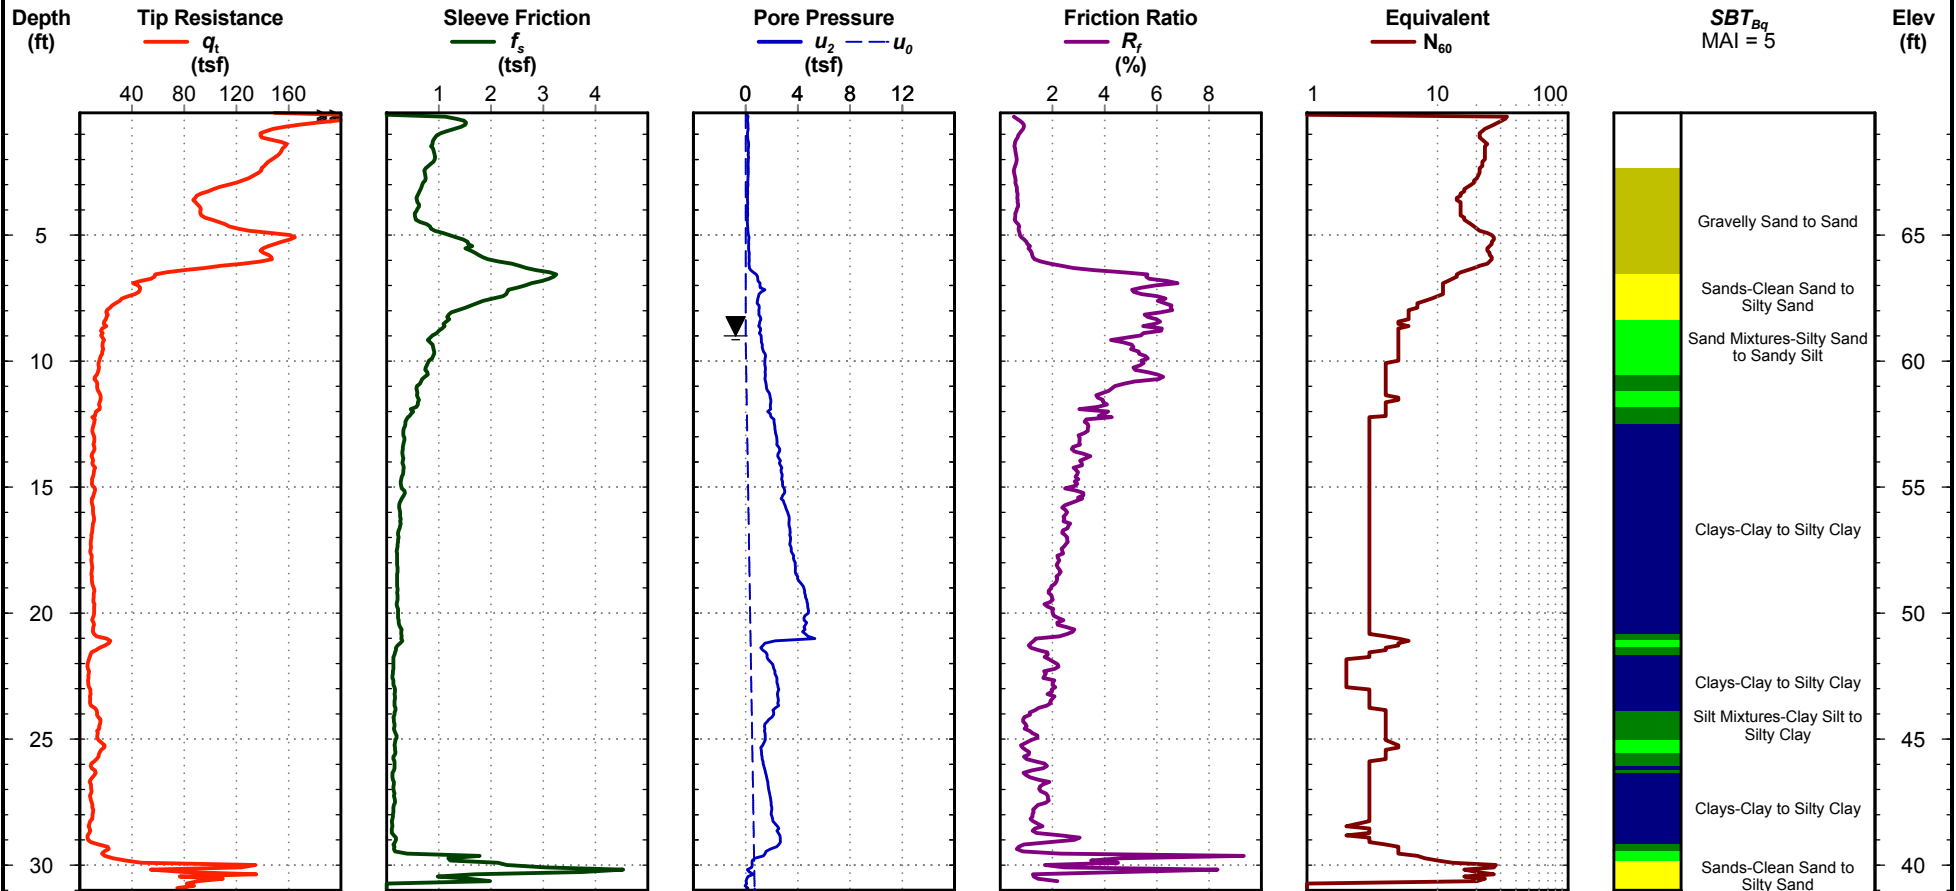 Depth
(ft)
Tip Resistance
qt
(tsf)
Sleeve Friction
fs
(tsf)
Pore Pressure
u2 u0
(tsf)
Friction Ratio
Rf
(%)
Equivalent
N60
SBTBq
MAI = 5
Elev
(ft)
40 80 120 160
1 2 3 4
0 4 8 12
2 4 6 8
1 10 100
5
10
15
20
25
30
Gravelly Sand to Sand
Sands-Clean Sand to
Silty Sand
Sand Mixtures-Silty Sand
to Sandy Silt
Clays-Clay to Silty Clay
Clays-Clay to Silty Clay
Silt Mixtures-Clay Silt to
Silty Clay
Clays-Clay to Silty Clay
Sands-Clean Sand to
Silty Sand
65
60
55
50
45
40